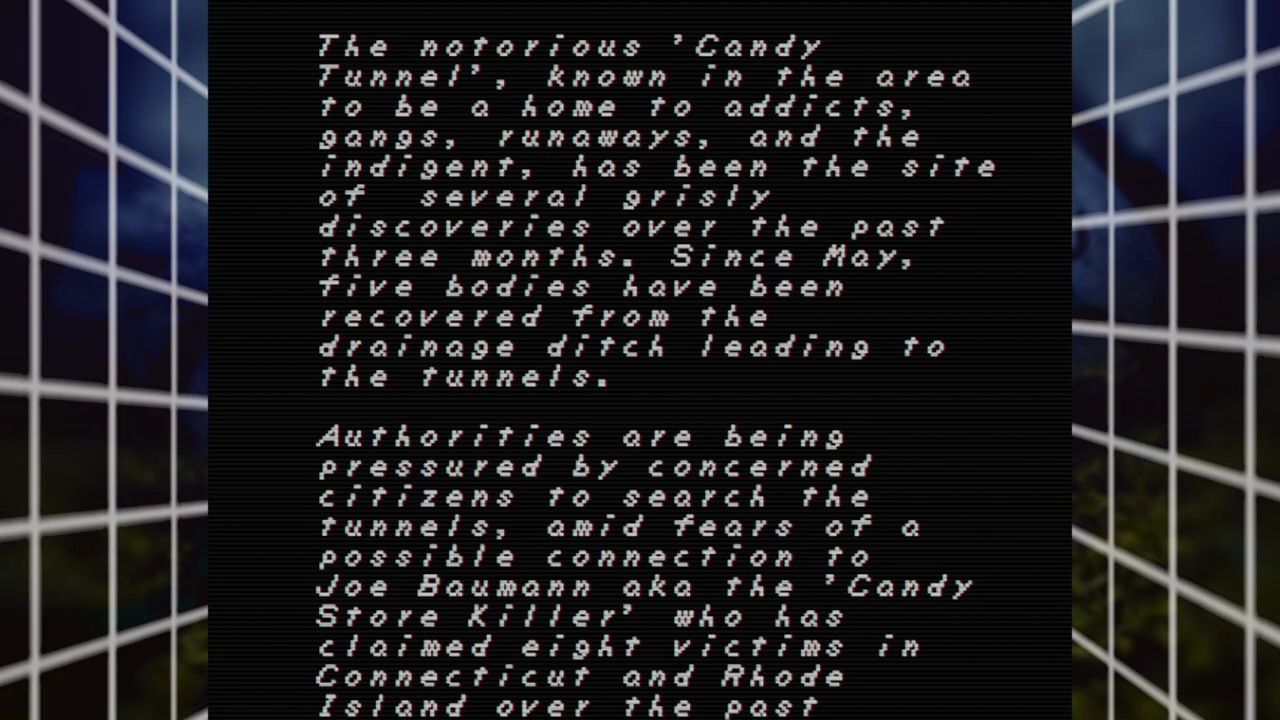 The notorious 'Candy
Tunnel', known in the area
to be a home to addicts,
gangs, runaways, and the
indigent, has been the site
of  several grisly
discoveries over the past
three months. Since May,
five bodies have been
recovered from the
drainage ditch leading to
the tunnels.

Authorities are being
pressured by concerned
citizens to search the
tunnels, amid fears of a
possible connection to
Joe Baumann aka the 'Candy
Store Killer' who has
claimed eight victims in
Connecticut and Rhode
Island over the past